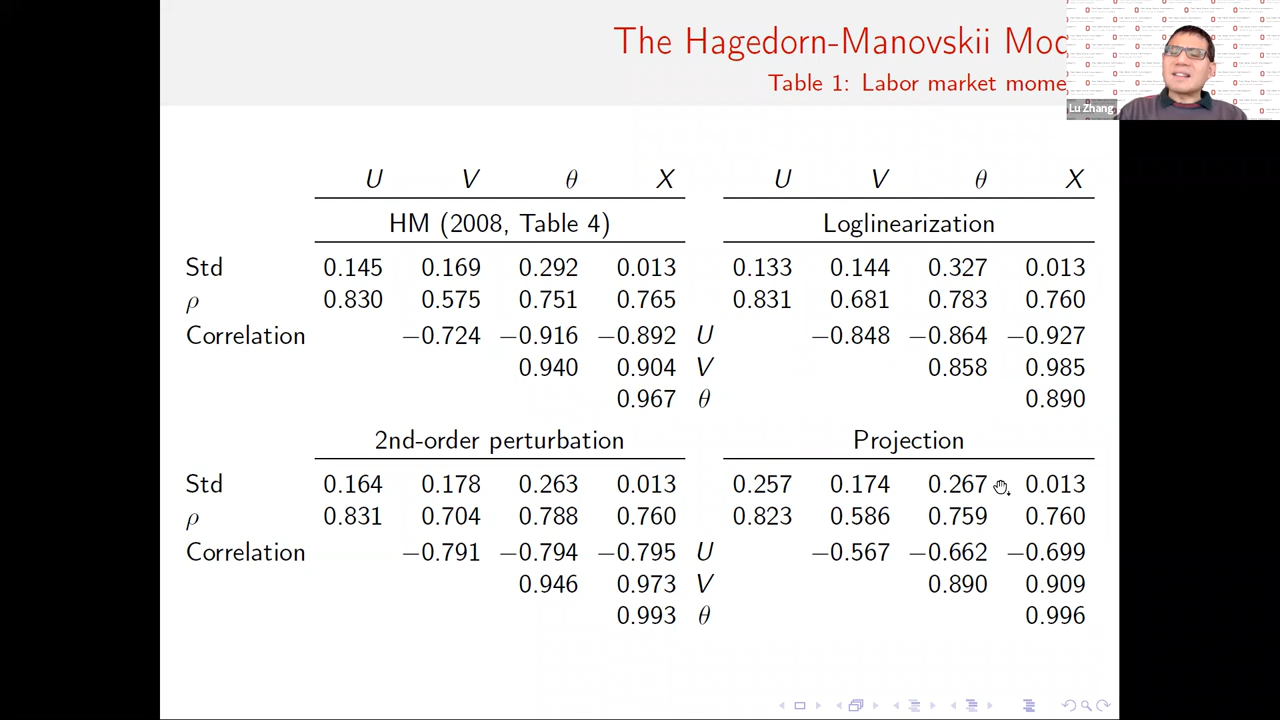 The Hagedorn-Manovskii Mod
Table 1: Labor market mome
Lu Zhang
U V θ X U V θ X
HM (2008, Table 4) Loglinearization
Std 0.145 0.169 0.292 0.013 0.133 0.144 0.327 0.013
ρ 0.830 0.575 0.751 0.765 0.831 0.681 0.783 0.760
Correlation −0.724 −0.916 −0.892 U −0.848 −0.864 −0.927
0.940 0.904 V 0.858 0.985
0.967 θ 0.890
2nd-order perturbation Projection
Std 0.164 0.178 0.263 0.013 0.257 0.174 0.267 0.013
ρ 0.831 0.704 0.788 0.760 0.823 0.586 0.759 0.760
Correlation −0.791 −0.794 −0.795 U −0.567 −0.662 −0.699
0.946 0.973 V 0.890 0.909
0.993 θ 0.996